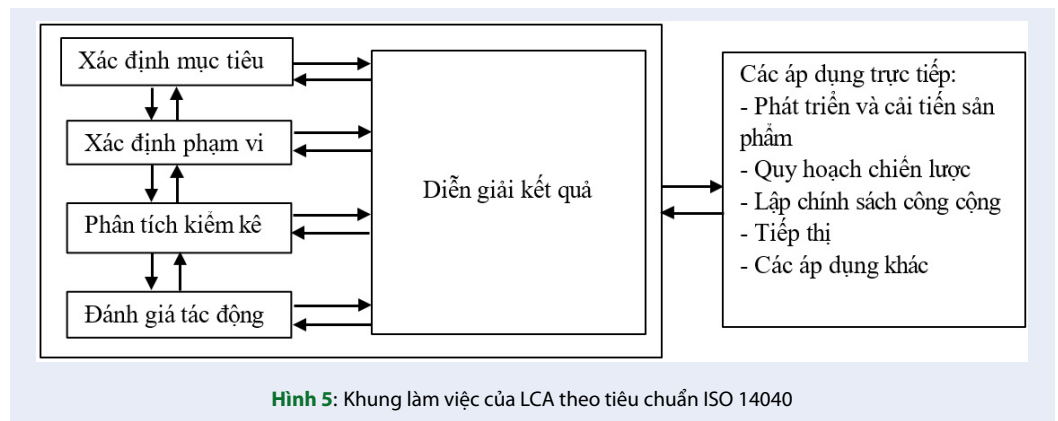 Xác định mục tiêu
Xác định phạm vi
Phân tích kiểm kê
Đánh giá tác động
Diễn giải kết quả
Các áp dụng trực tiếp:
- Phát triển và cải tiến sản
phẩm
- Quy hoạch chiến lược
- Lập chính sách công cộng
- Tiếp thị
- Các áp dụng khác
Hình 5: Khung làm việc của LCA theo tiêu chuẩn ISO 14040